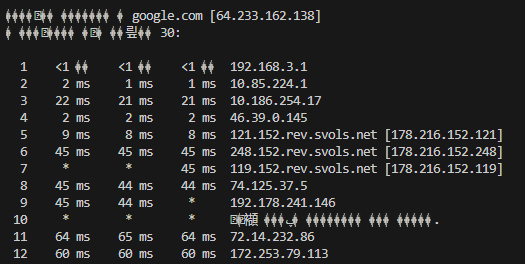 google.com [64.233.162.138]
30:
1 <1 <1 <1 192.168.3.1
2 2 ms 1 ms 1 ms 10.85.224.1
3 22 ms 21 ms 21 ms 10.186.254.17
4 2 ms 2 ms 2 ms 46.39.0.145
5 9 ms 8 ms 8 ms 121.152.rev.svols.net [178.216.152.121]
6 45 ms 45 ms 45 ms 248.152.rev.svols.net [178.216.152.248]
7 * * 45 ms 119.152.rev.svols.net [178.216.152.119]
8 45 ms 44 ms 44 ms 74.125.37.5
9 45 ms 44 ms * 192.178.241.146
10 * * * .
11 64 ms 65 ms 64 ms 72.14.232.86
12 60 ms 60 ms 60 ms 172.253.79.113